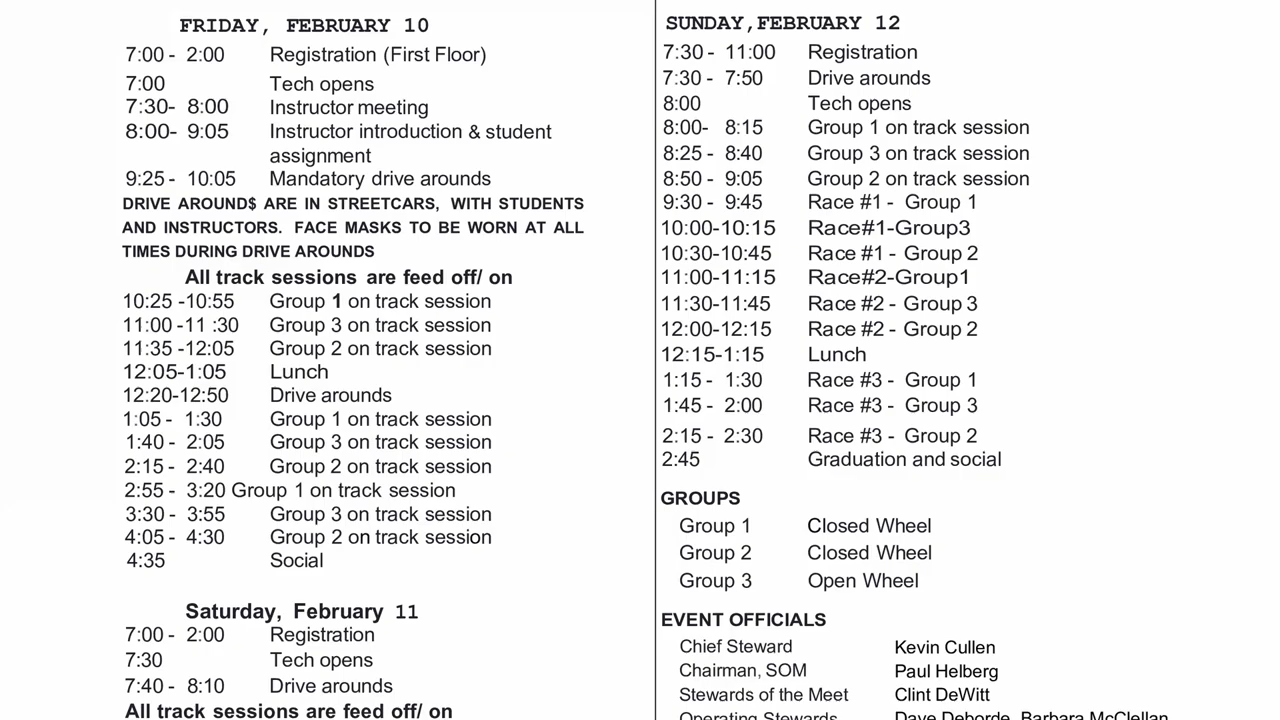 FRIDAY, FEBRUARY 10
7:00 - 2:00 Registration (First Floor)
7:00 Tech opens
7:30- 8:00 Instructor meeting
8:00- 9:05 Instructor introduction & student
assignment
9:25 - 10:05 Mandatory drive arounds
DRIVE AROUND$ ARE IN STREETCARS, WITH STUDENTS
AND INSTRUCTORS. FACE MASKS TO BE WORN AT ALL
TIMES DURING DRIVE AROUNDS
All track sessions are feed off/ on
10:25 -10:55 Group 1 on track session
11:00 -11 :30 Group 3 on track session
11:35 -12:05 Group 2 on track session
12:05-1:05 Lunch
12:20-12:50 Drive arounds
1:05 - 1:30 Group 1 on track session
1:40 - 2:05 Group 3 on track session
2:15 - 2:40 Group 2 on track session
2:55 - 3:20 Group 1 on track session
3:30 - 3:55 Group 3 on track session
4:05 - 4:30 Group 2 on track session
4:35 Social
Saturday, February 11
7:00 - 2:00 Registration
7:30 Tech opens
7:40 - 8:10 Drive arounds
All track sessions are feed off/ on
SUNDAY,FEBRUARY 12
7:30 - 11:00 Registration
7:30 - 7:50 Drive arounds
8:00 Tech opens
8:00- 8:15 Group 1 on track session
8:25 - 8:40 Group 3 on track session
8:50 - 9:05 Group 2 on track session
9:30 - 9:45 Race #1 - Group 1
10:00-10:15 Race#1-Group3
10:30-10:45 Race #1 - Group 2
11:00-11:15 Race#2-Group1
11:30-11:45 Race #2 - Group 3
12:00-12:15 Race #2 - Group 2
12:15-1:15 Lunch
1:15 - 1:30 Race #3 - Group 1
1:45 - 2:00 Race #3 - Group 3
2:15 - 2:30 Race #3 - Group 2
2:45 Graduation and social
GROUPS
Group 1 Closed Wheel
Group 2 Closed Wheel
Group 3 Open Wheel
EVENT OFFICIALS
Chief Steward Kevin Cullen
Chairman, SOM Paul Helberg
Stewards of the Meet Clint DeWitt
Operating Stewards Dave Deborde, Barbara McClellan